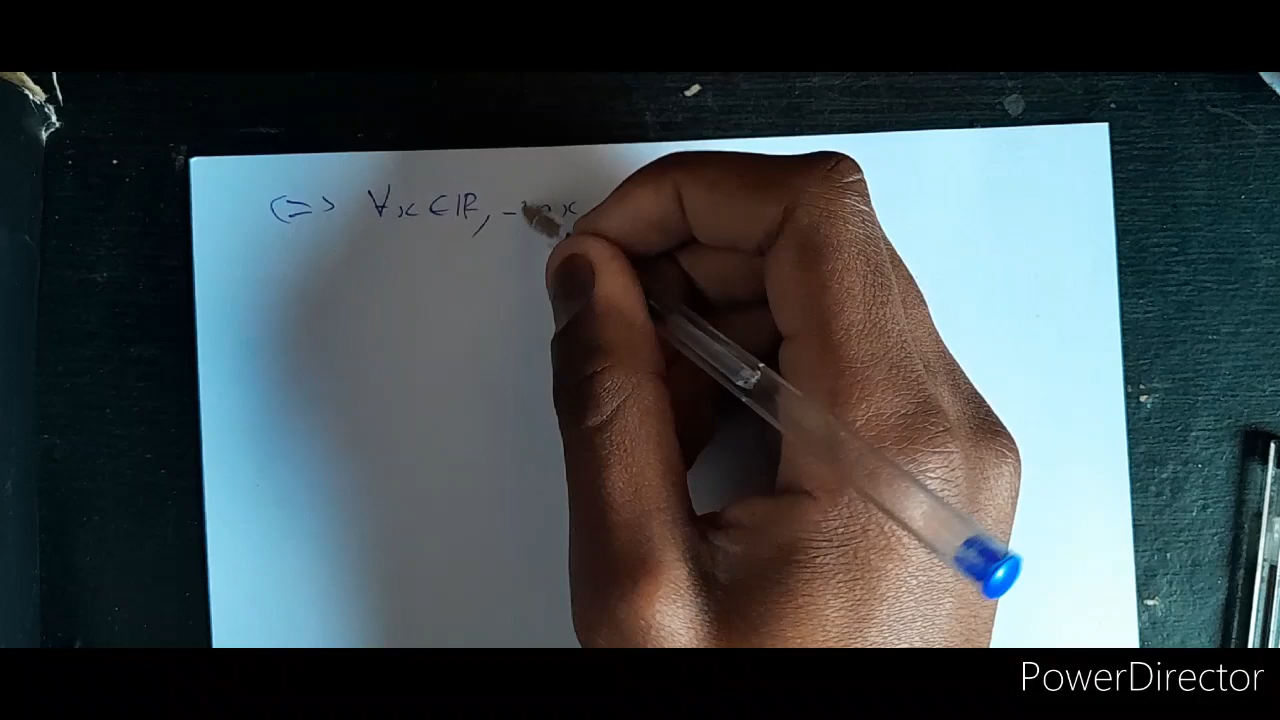 ⇔ ∀x ∈ ℝ, -
PowerDirector